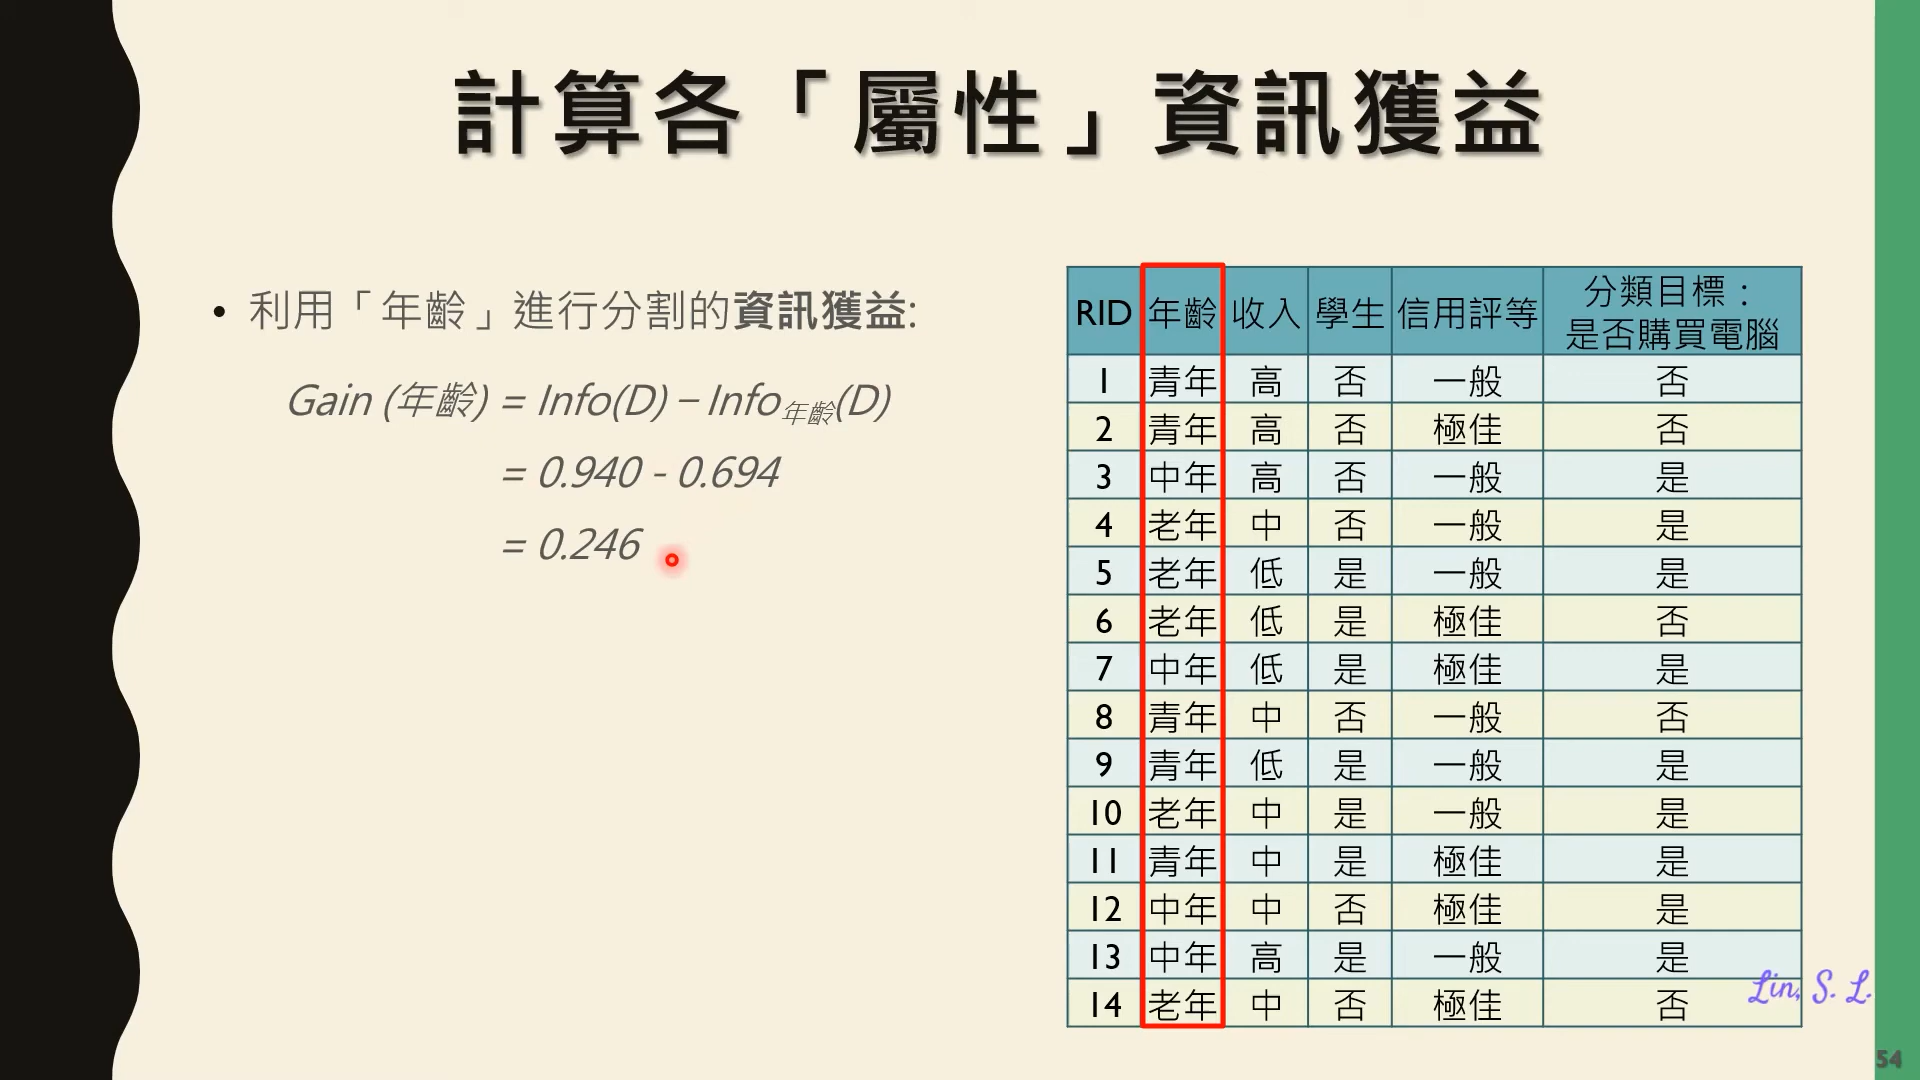 計算各「屬性」資訊獲益
• 利用「年齡」進行分割的資訊獲益:
Gain (年齡) = Info(D) – Info年齡(D)
= 0.940 - 0.694
= 0.246
RID 年齡 收入 學生 信用評等 分類目標：
是否購買電腦
1 青年 高 否 一般 否
2 青年 高 否 極佳 否
3 中年 高 否 一般 是
4 老年 中 否 一般 是
5 老年 低 是 一般 是
6 老年 低 是 極佳 否
7 中年 低 是 極佳 是
8 青年 中 否 一般 否
9 青年 低 是 一般 是
10 老年 中 是 一般 是
11 青年 中 是 極佳 是
12 中年 中 否 極佳 是
13 中年 高 是 一般 是
14 老年 中 否 極佳 否
Lin, S. L.
54